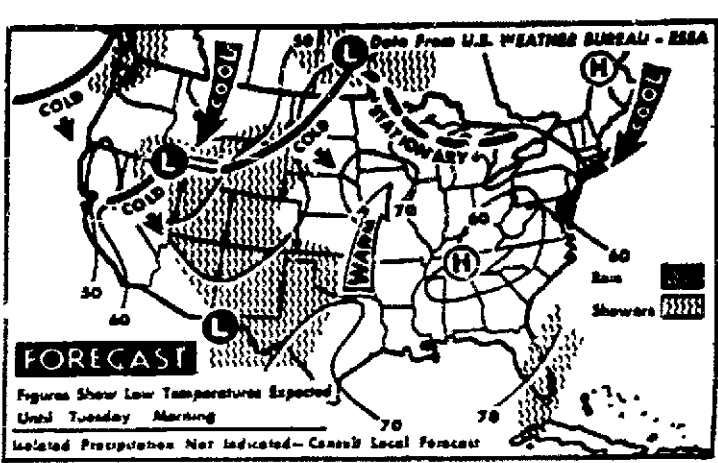 50
L
Data From U.S. WEATHER BUREAU - ESSA
H
COLD
COOL
COOL
STATIONARY
COLD
L
COLD
70
60
WARM
H
60
50
60
Rain
Showers
L
FORECAST
Figures Show Low Temperatures Expected
Until Tuesday Morning
70
70
Isolated Precipitation Not Indicated— Consult Local Forecast